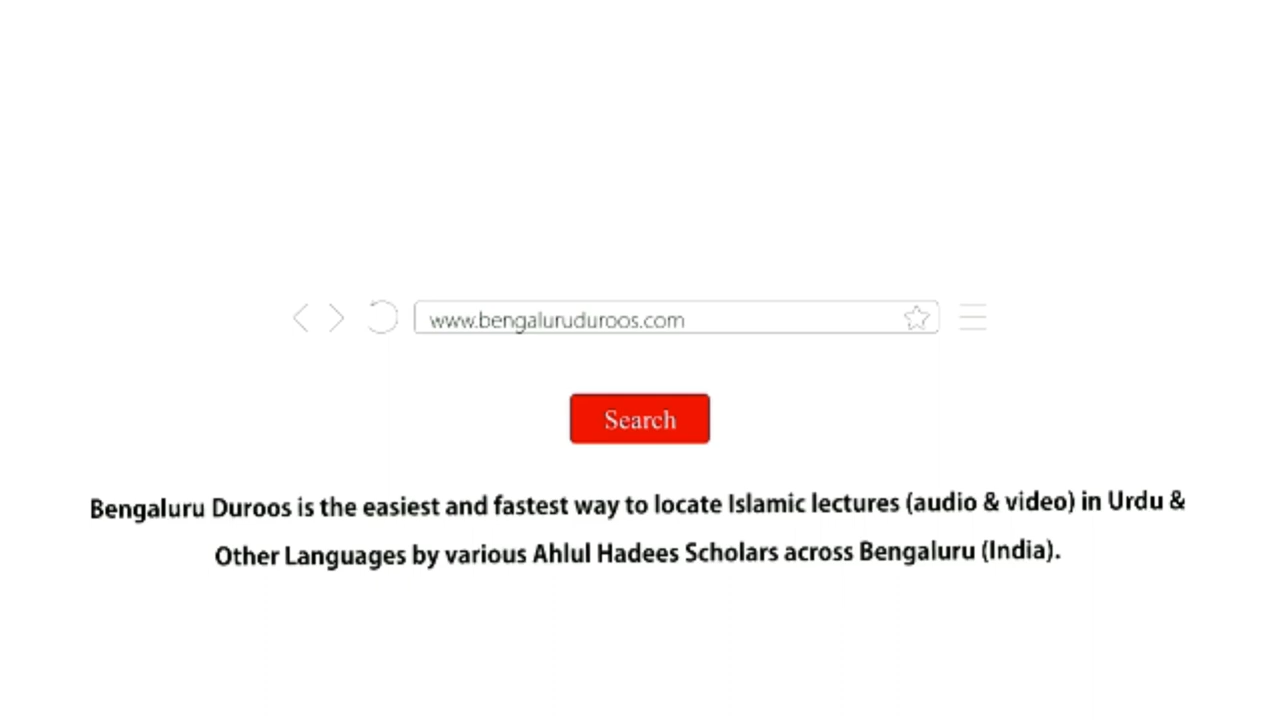 www.bengaluruduroos.com
Search
Bengaluru Duroos is the easiest and fastest way to locate Islamic lectures (audio & video) in Urdu &
Other Languages by various Ahlul Hadees Scholars across Bengaluru (India).